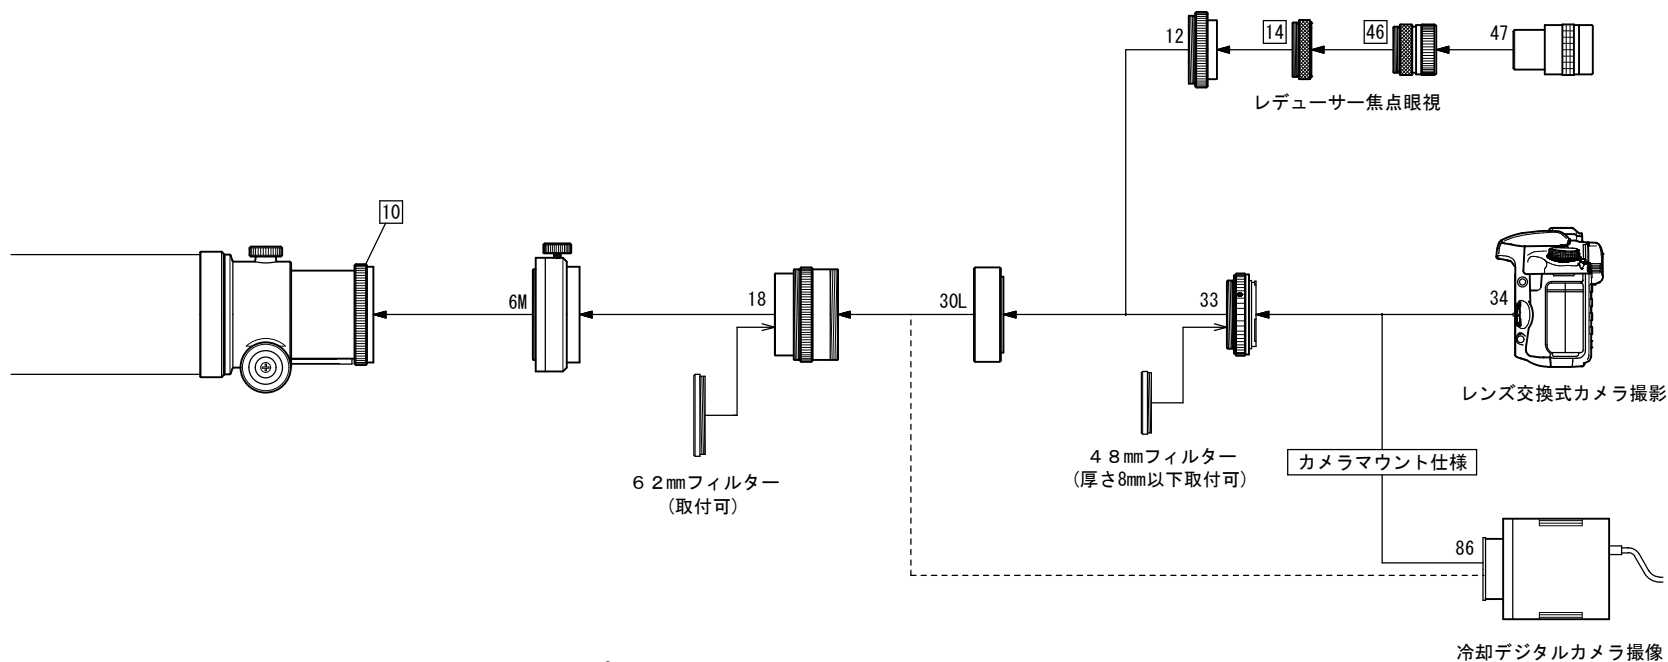 12
14
46
47
レデューサー焦点眼視
10
6M
18
30L
33
34
レンズ交換式カメラ撮影
62㎜フィルター
(取付可)
48㎜フィルター
(厚さ8㎜以下取付可)
カメラマウント仕様
86
冷却デジタルカメラ撮像